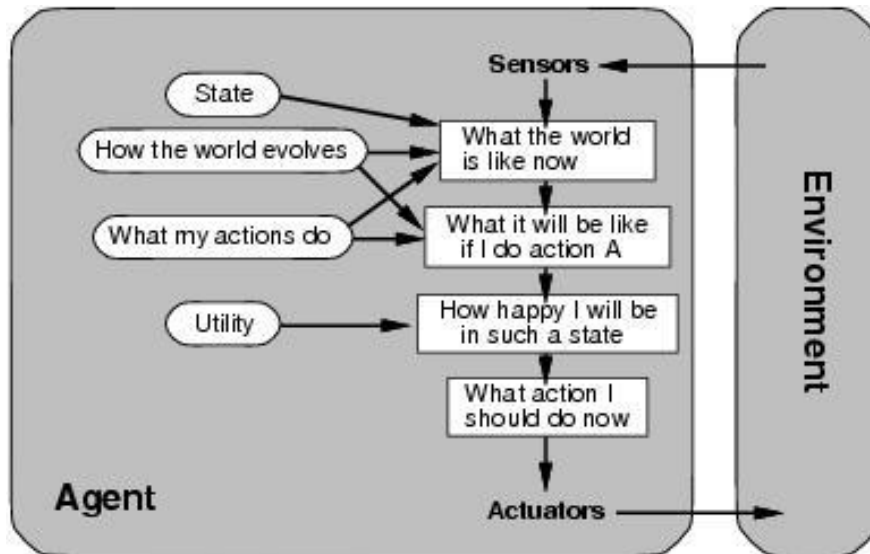 Sensors
State
What the world
is like now
How the world evolves
What my actions do
What it will be like
if I do action A
Utility
How happy I will be
in such a state
What action I
should do now
Agent
Actuators
Environment